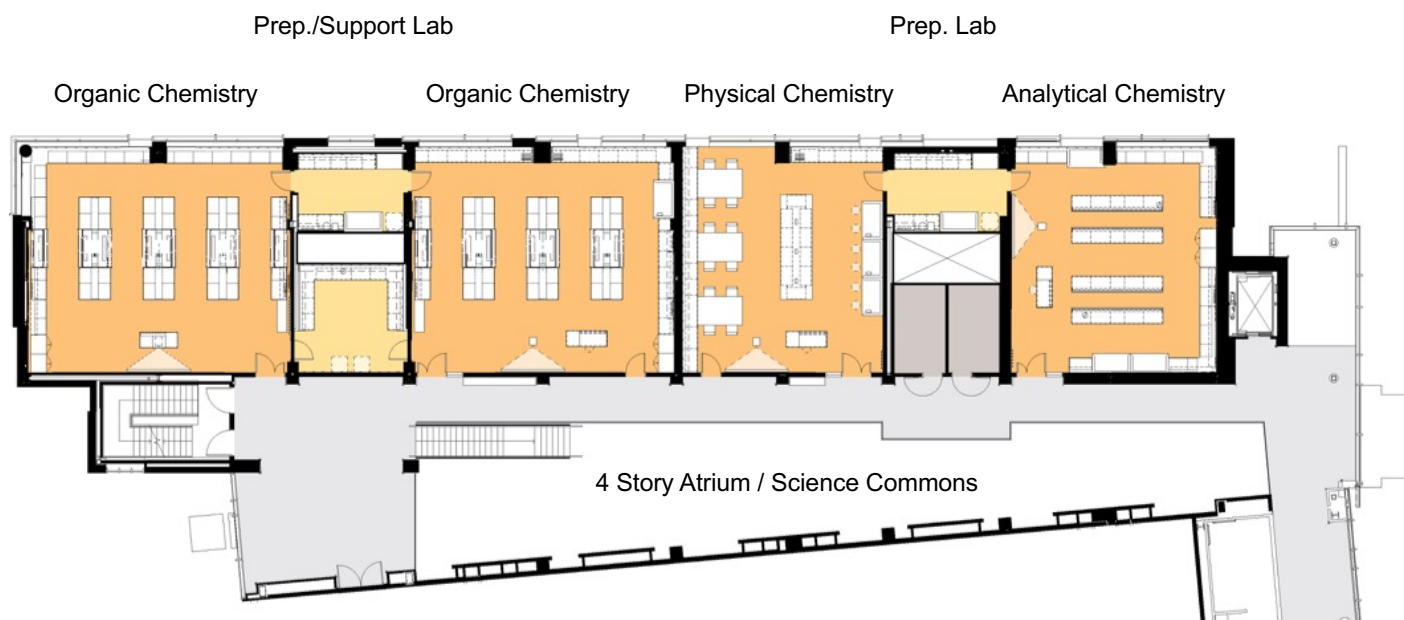 Prep./Support Lab
Prep. Lab
Organic Chemistry
Organic Chemistry
Physical Chemistry
Analytical Chemistry
4 Story Atrium / Science Commons